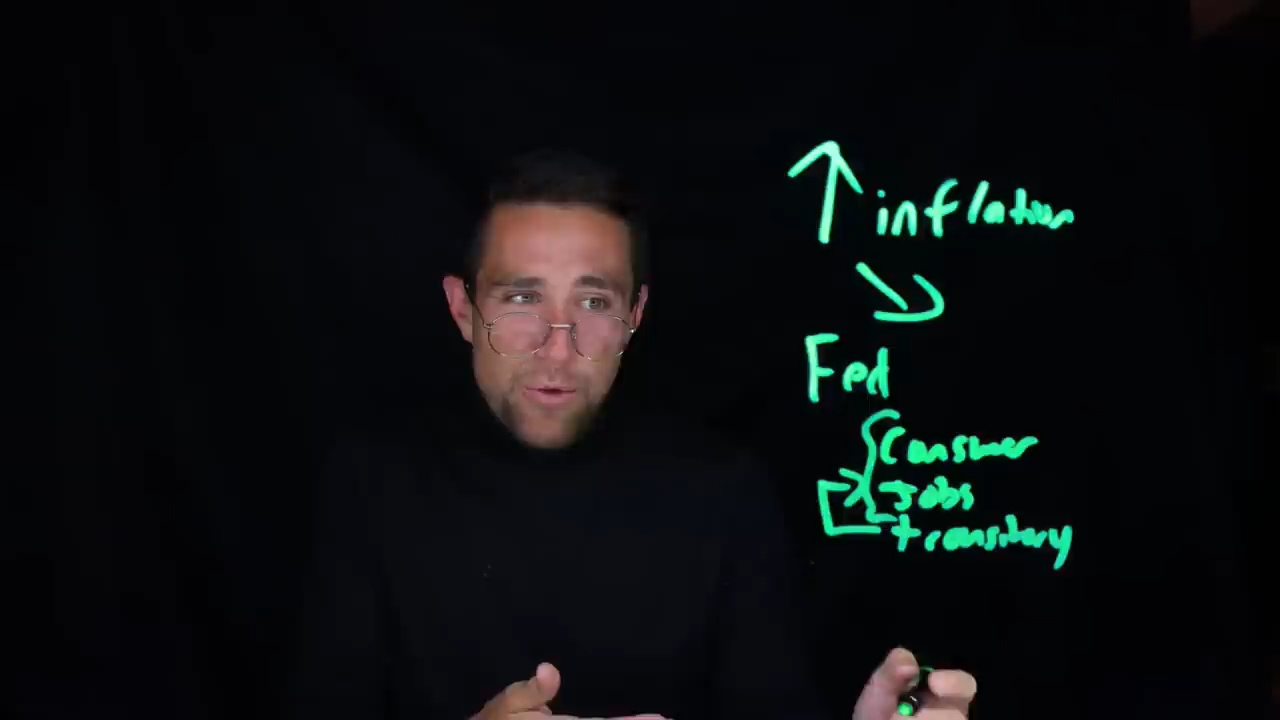 ↑ inflation
Fed
Consumer
Jobs
transitory